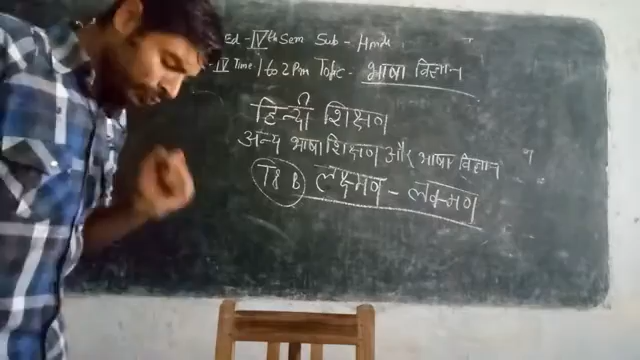 Ed - IVth Sem Sub - Hindi
- IV Time 1 to 2 Pm Topic - भाषा विज्ञान
हिन्दी शिक्षण
अन्य भाषा शिक्षण और भाषा विज्ञान
लक्ष्मण - लक्मण